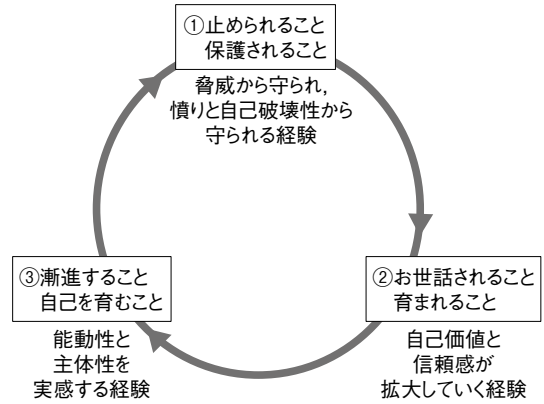 ①止められること
保護されること
脅威から守られ,
憤りと自己破壊性から
守られる経験
②お世話されること
育まれること
自己価値と
信頼感が
拡大していく経験
③漸進すること
自己を育むこと
能動性と
主体性を
実感する経験